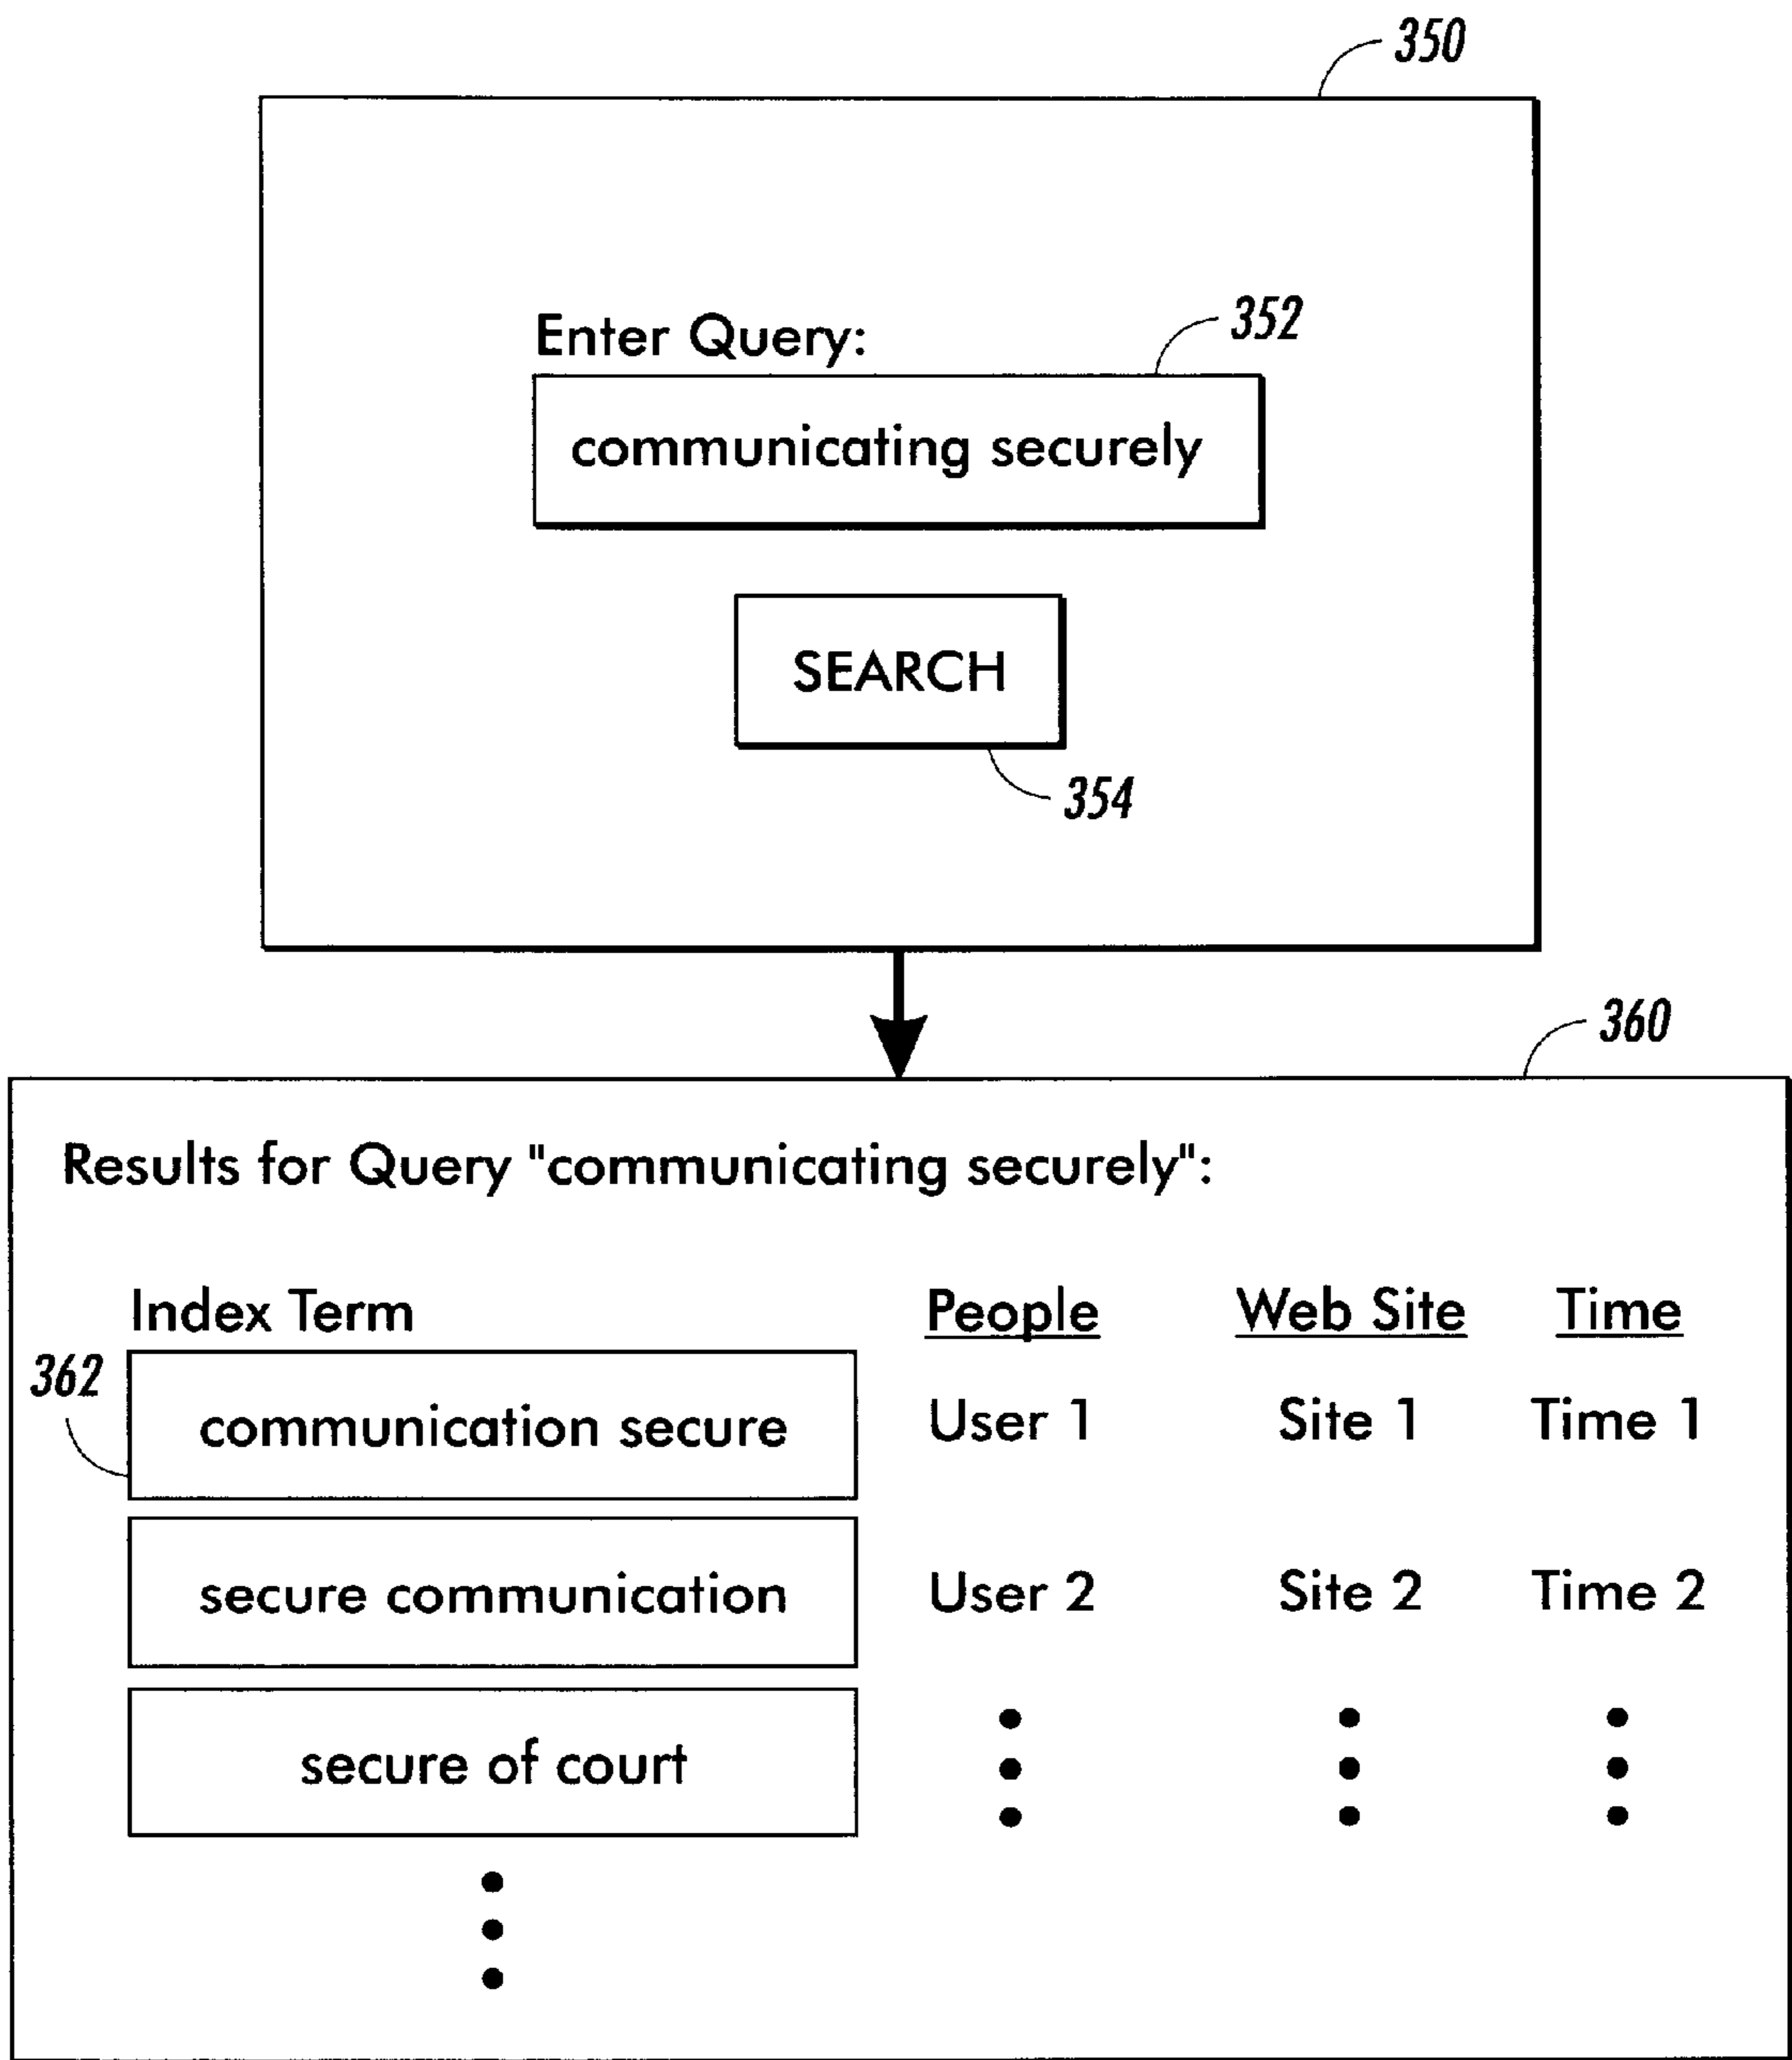 350
Enter Query:
352
communicating securely
SEARCH
354
360
Results for Query "communicating securely":
Index Term People Web Site Time
362
communication secure User 1 Site 1 Time 1
secure communication User 2 Site 2 Time 2
secure of court